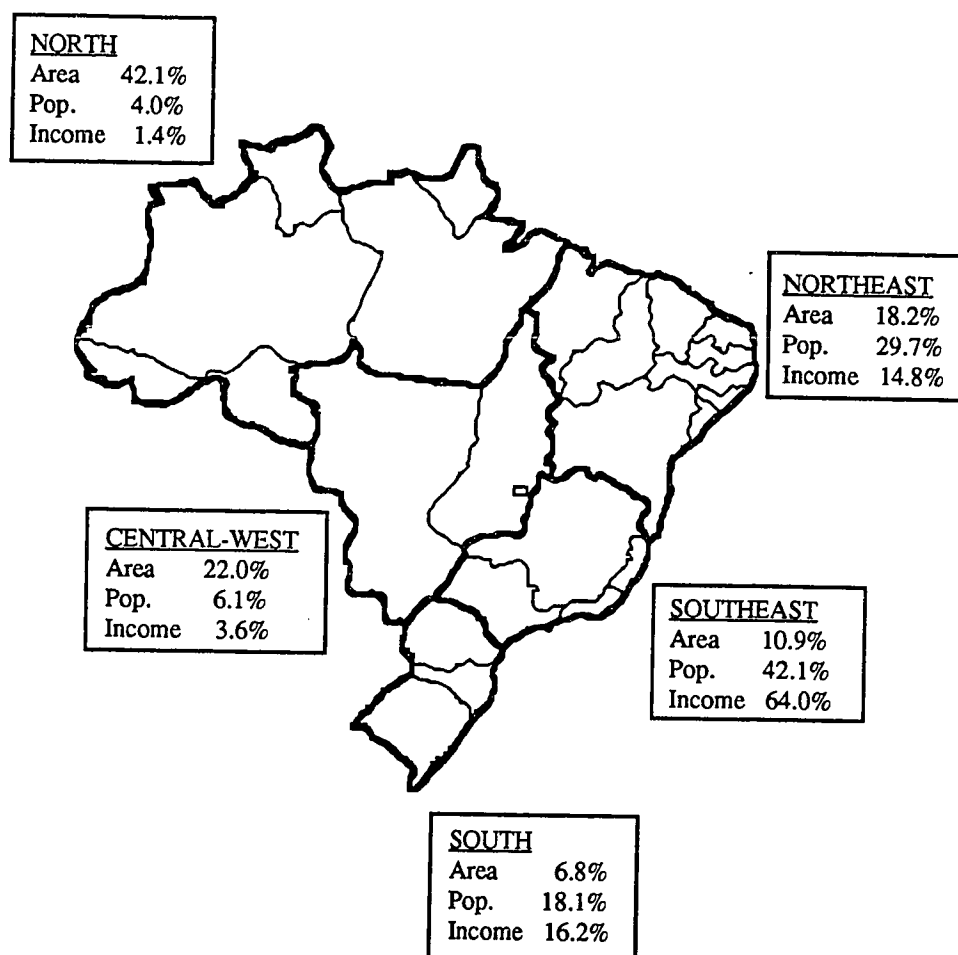 NORTH
Area 42.1%
Pop. 4.0%
Income 1.4%
NORTHEAST
Area 18.2%
Pop. 29.7%
Income 14.8%
CENTRAL-WEST
Area 22.0%
Pop. 6.1%
Income 3.6%
SOUTHEAST
Area 10.9%
Pop. 42.1%
Income 64.0%
SOUTH
Area 6.8%
Pop. 18.1%
Income 16.2%